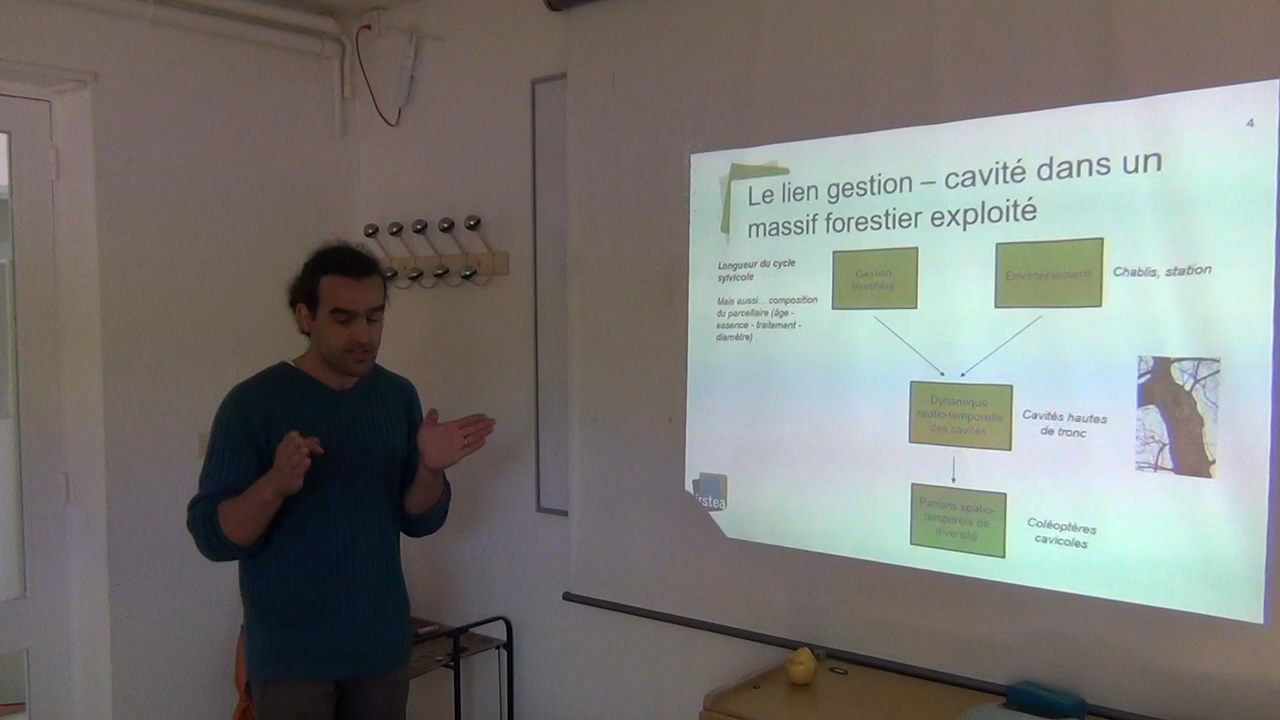 4
Le lien gestion – cavité dans un
massif forestier exploité
Longueur du cycle
sylvicole
Mais aussi... composition
du parcellaire (âge -
essence - traitement -
diamètre)
Gestion
forestière
Environnement
Chablis, station
Dynamique
spatio-temporelle
des cavités
Cavités hautes
de tronc
Patrons spatio-
temporels de
diversité
Coléoptères
cavicoles
irstea